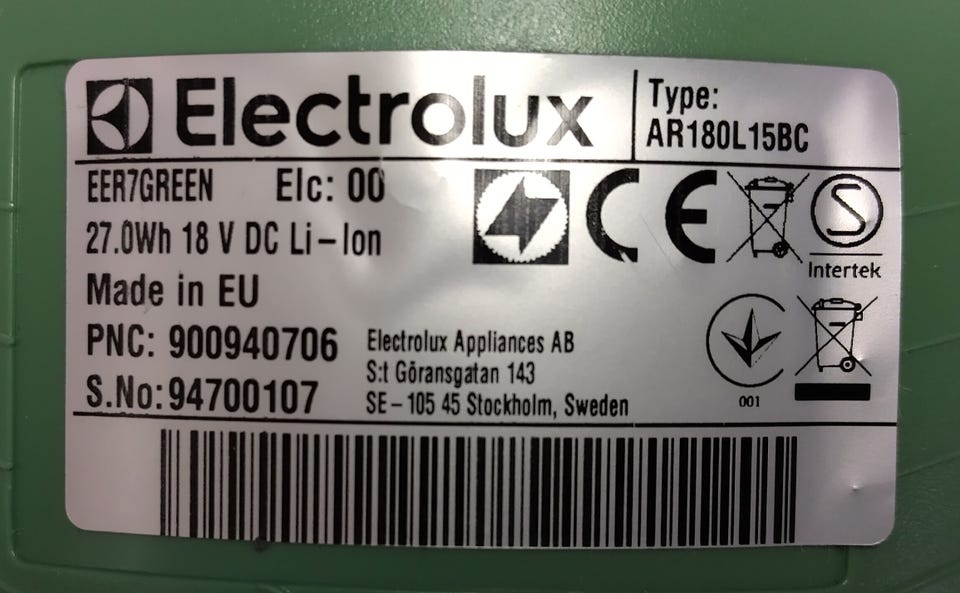 Electrolux
Type:
AR180L15BC
EER7GREEN Elc: 00
27.0Wh 18 V DC Li-Ion
Made in EU
PNC: 900940706
S.No: 94700107
Electrolux Appliances AB
S:t Göransgatan 143
SE-105 45 Stockholm, Sweden
CE
S
Intertek
001